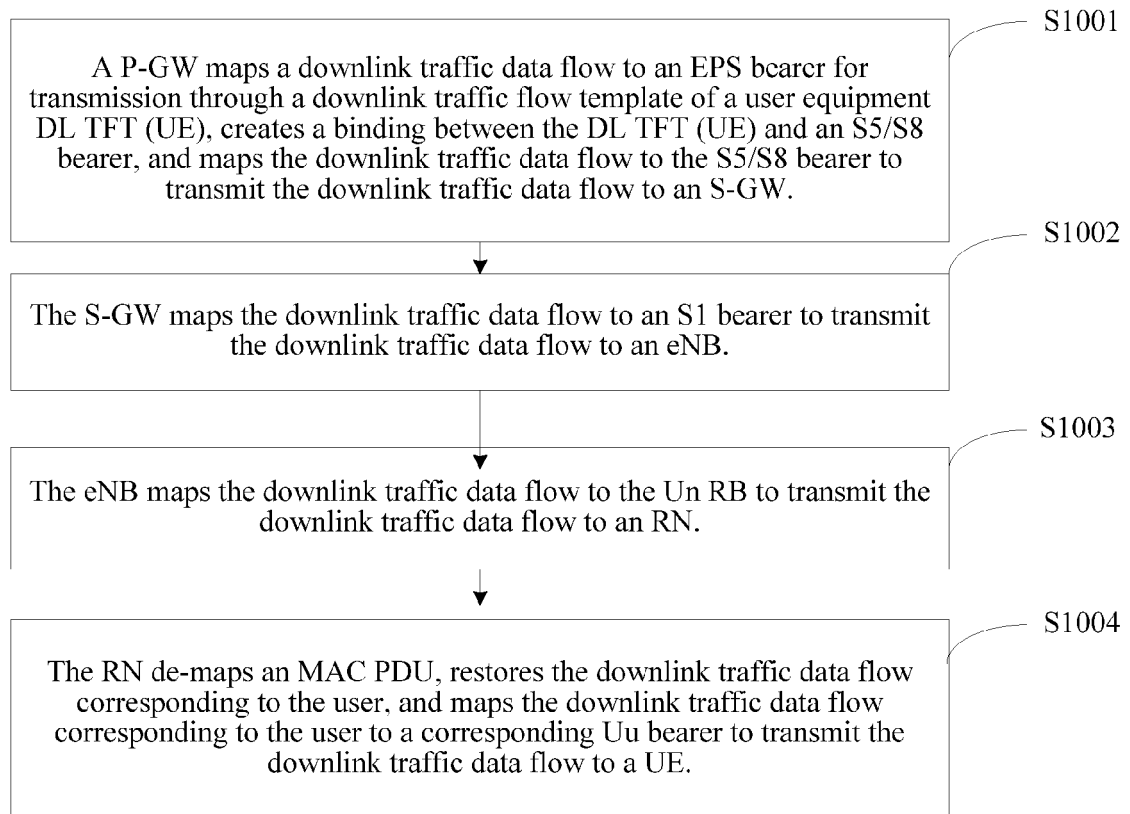 S1001
A P-GW maps a downlink traffic data flow to an EPS bearer for
transmission through a downlink traffic flow template of a user equipment
DL TFT (UE), creates a binding between the DL TFT (UE) and an S5/S8
bearer, and maps the downlink traffic data flow to the S5/S8 bearer to
transmit the downlink traffic data flow to an S-GW.
S1002
The S-GW maps the downlink traffic data flow to an S1 bearer to transmit
the downlink traffic data flow to an eNB.
S1003
The eNB maps the downlink traffic data flow to the Un RB to transmit the
downlink traffic data flow to an RN.
S1004
The RN de-maps an MAC PDU, restores the downlink traffic data flow
corresponding to the user, and maps the downlink traffic data flow
corresponding to the user to a corresponding Uu bearer to transmit the
downlink traffic data flow to a UE.